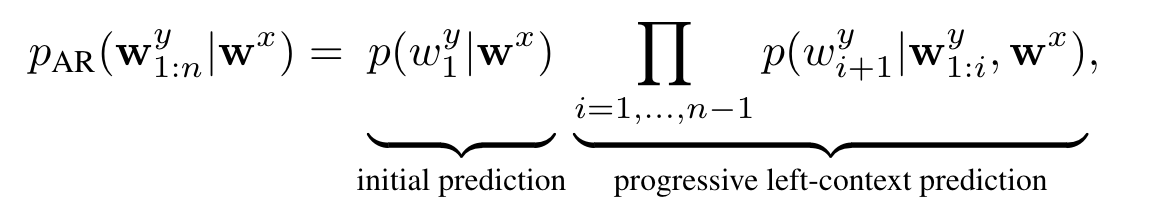 p_AR(𝐰^y_{1:n}|𝐰^x) = p(w^y_1|𝐰^x) ∏_{i=1,...,n−1} p(w^y_{i+1}|𝐰^y_{1:i}, 𝐰^x),
initial prediction progressive left-context prediction